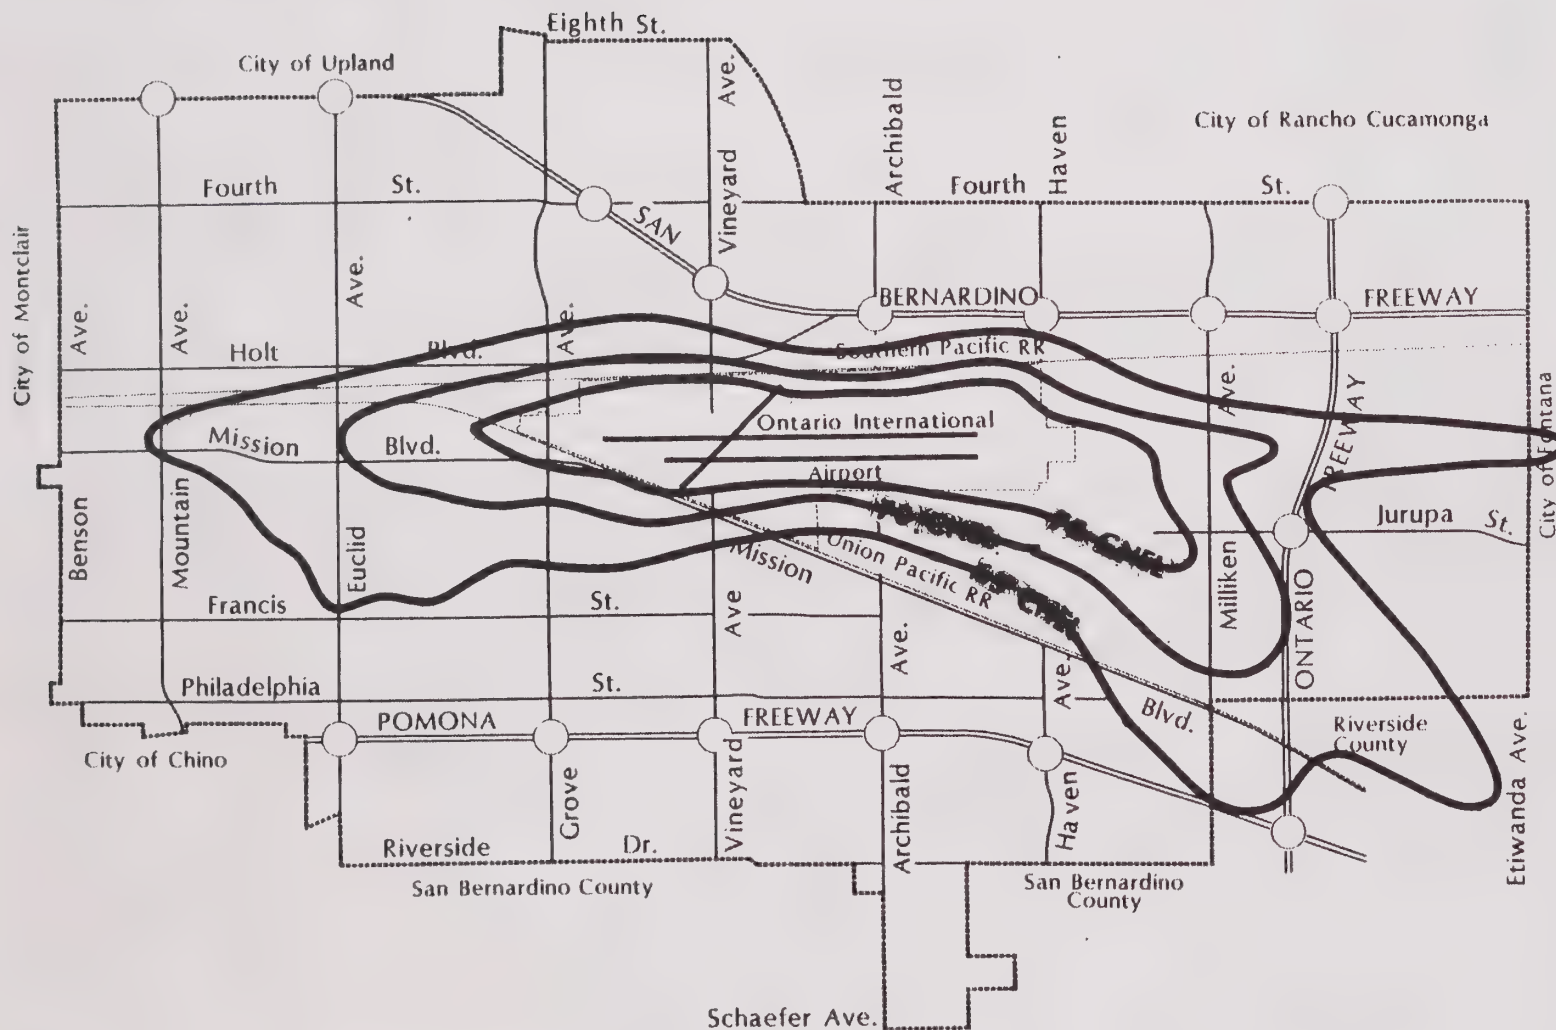 Eighth St.
City of Upland
Ave.
Archibald
Haven
City of Rancho Cucamonga
Fourth
St.
Fourth
St.
Vineyard
SAN
City of Montclair
Ave.
Ave.
Ave.
Ave.
BERNARDINO
FREEWAY
Holt
Blvd.
Southern Pacific RR
Ave.
FREEWAY
City of Fontana
Mission
Blvd.
Ontario International
Airport
Jurupa
St.
Benson
Mountain
Euclid
Mission
Union Pacific RR
Milliken
ONTARIO
Francis
St.
Ave
Ave.
Ave.
Philadelphia
St.
Blvd.
POMONA
FREEWAY
Riverside
County
City of Chino
Grove
Vineyard
Archibald
Haven
Etiwanda Ave.
Riverside
Dr.
San Bernardino County
San Bernardino
County
Schaefer Ave.